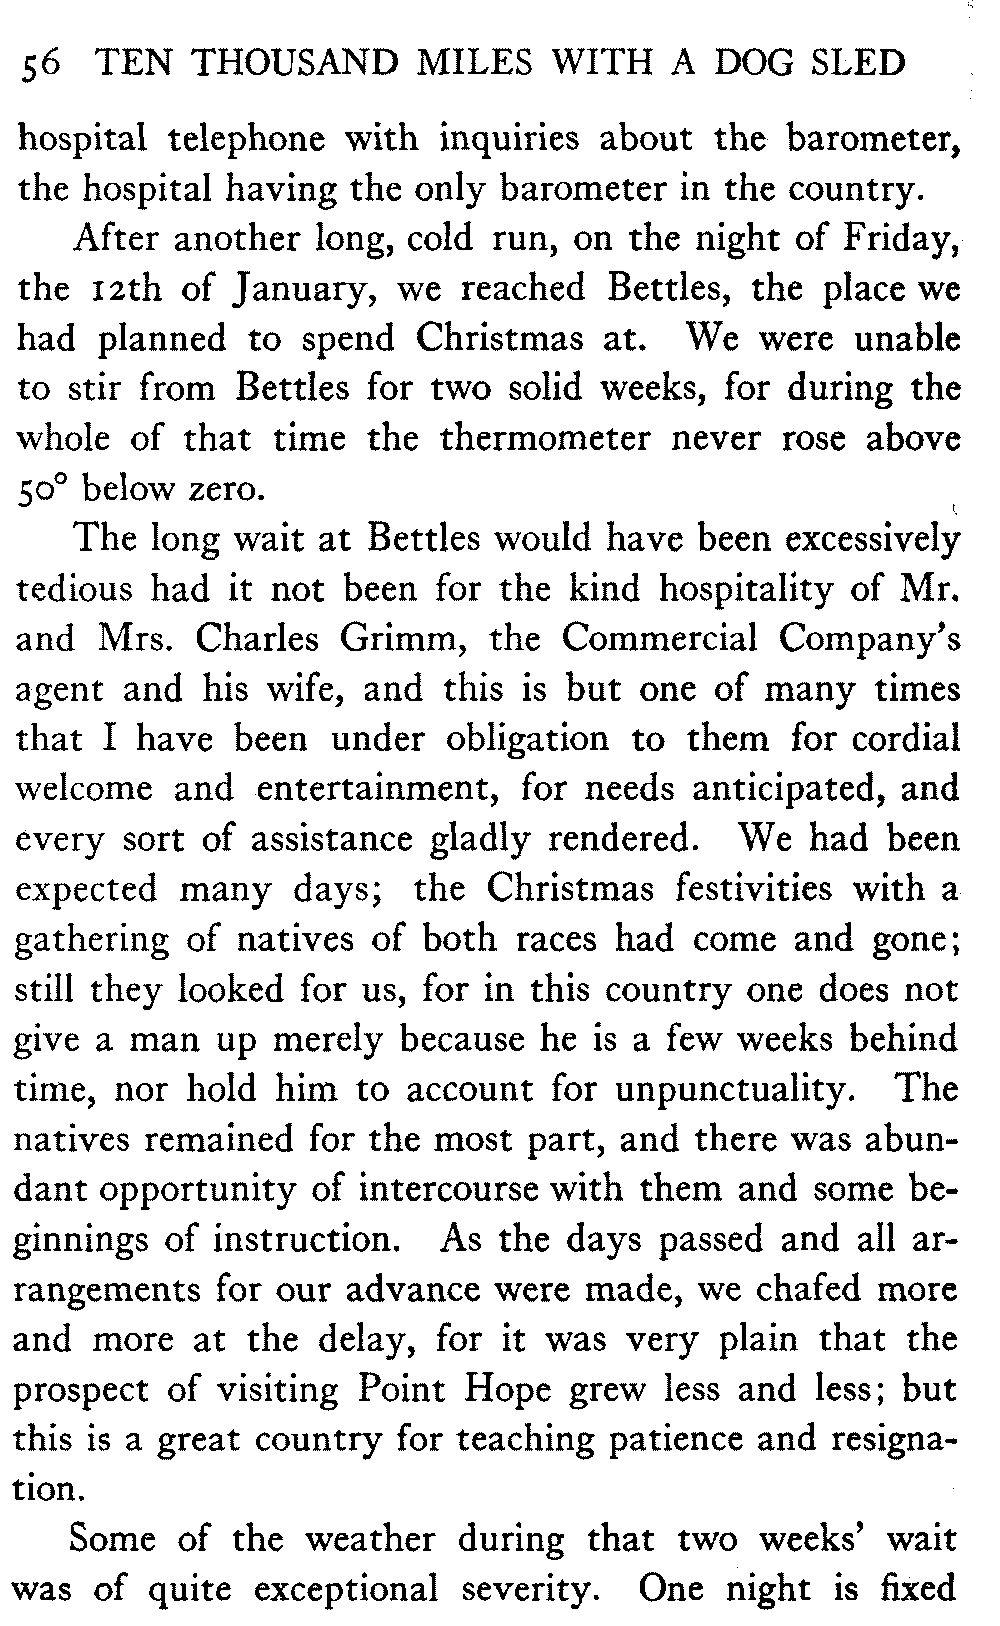 56 TEN THOUSAND MILES WITH A DOG SLED
hospital telephone with inquiries about the barometer,
the hospital having the only barometer in the country.
After another long, cold run, on the night of Friday,
the 12th of January, we reached Bettles, the place we
had planned to spend Christmas at. We were unable
to stir from Bettles for two solid weeks, for during the
whole of that time the thermometer never rose above
50° below zero.
The long wait at Bettles would have been excessively
tedious had it not been for the kind hospitality of Mr.
and Mrs. Charles Grimm, the Commercial Company's
agent and his wife, and this is but one of many times
that I have been under obligation to them for cordial
welcome and entertainment, for needs anticipated, and
every sort of assistance gladly rendered. We had been
expected many days; the Christmas festivities with a
gathering of natives of both races had come and gone;
still they looked for us, for in this country one does not
give a man up merely because he is a few weeks behind
time, nor hold him to account for unpunctuality. The
natives remained for the most part, and there was abun-
dant opportunity of intercourse with them and some be-
ginnings of instruction. As the days passed and all ar-
rangements for our advance were made, we chafed more
and more at the delay, for it was very plain that the
prospect of visiting Point Hope grew less and less; but
this is a great country for teaching patience and resigna-
tion.
Some of the weather during that two weeks' wait
was of quite exceptional severity. One night is fixed